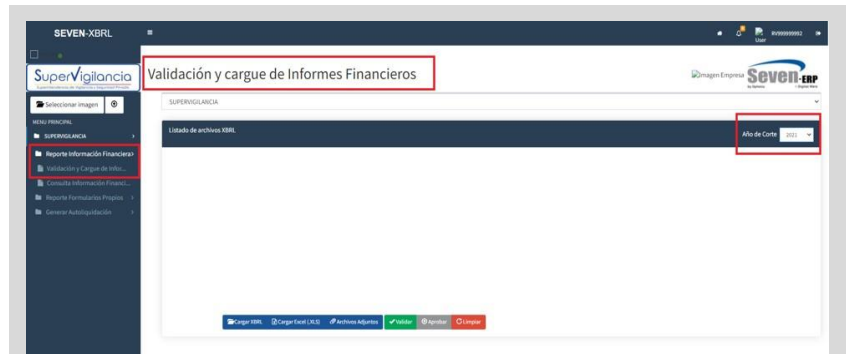 SEVEN-XBRL
User
SuperVigilancia
Validación y cargue de Informes Financieros
Imagen Empresa
Seven-ERP
Seleccionar imagen
SUPERVIGILANCIA
MENU PRINCIPAL
SUPERVIGILANCIA
Listado de archivos XBRL
Año de Corte
2021
Reporte Información Financiera
Validación y Cargue de Infor...
Consulta Información Financi...
Reporte Formularios Propios
Generar Autoliquidación
Cargar XBRL
Cargar Excel (.XLS)
Archivos Adjuntos
Validar
Aprobar
Limpiar